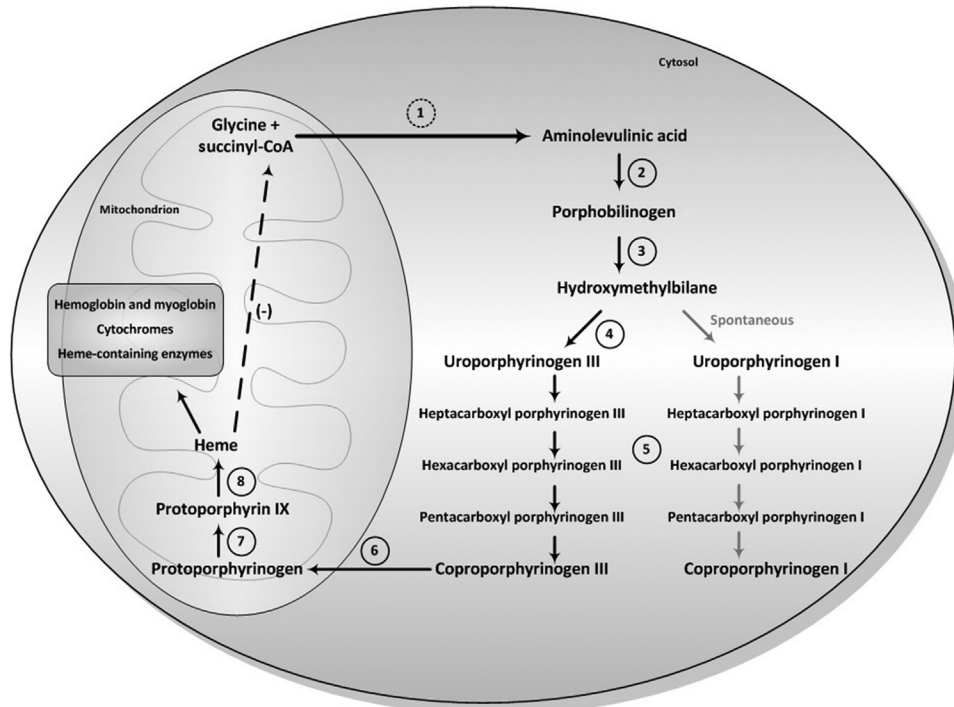 Cytosol
1
Glycine +
succinyl-CoA
Aminolevulinic acid
2
Mitochondrion
Porphobilinogen
3
Hydroxymethylbilane
Hemoglobin and myoglobin
Cytochromes
Heme-containing enzymes
(-)
4
Spontaneous
Uroporphyrinogen III
Uroporphyrinogen I
Heptacarboxyl porphyrinogen III
Heptacarboxyl porphyrinogen I
Heme
5
Hexacarboxyl porphyrinogen III
Hexacarboxyl porphyrinogen I
8
Protoporphyrin IX
Pentacarboxyl porphyrinogen III
Pentacarboxyl porphyrinogen I
7
6
Protoporphyrinogen
Coproporphyrinogen III
Coproporphyrinogen I